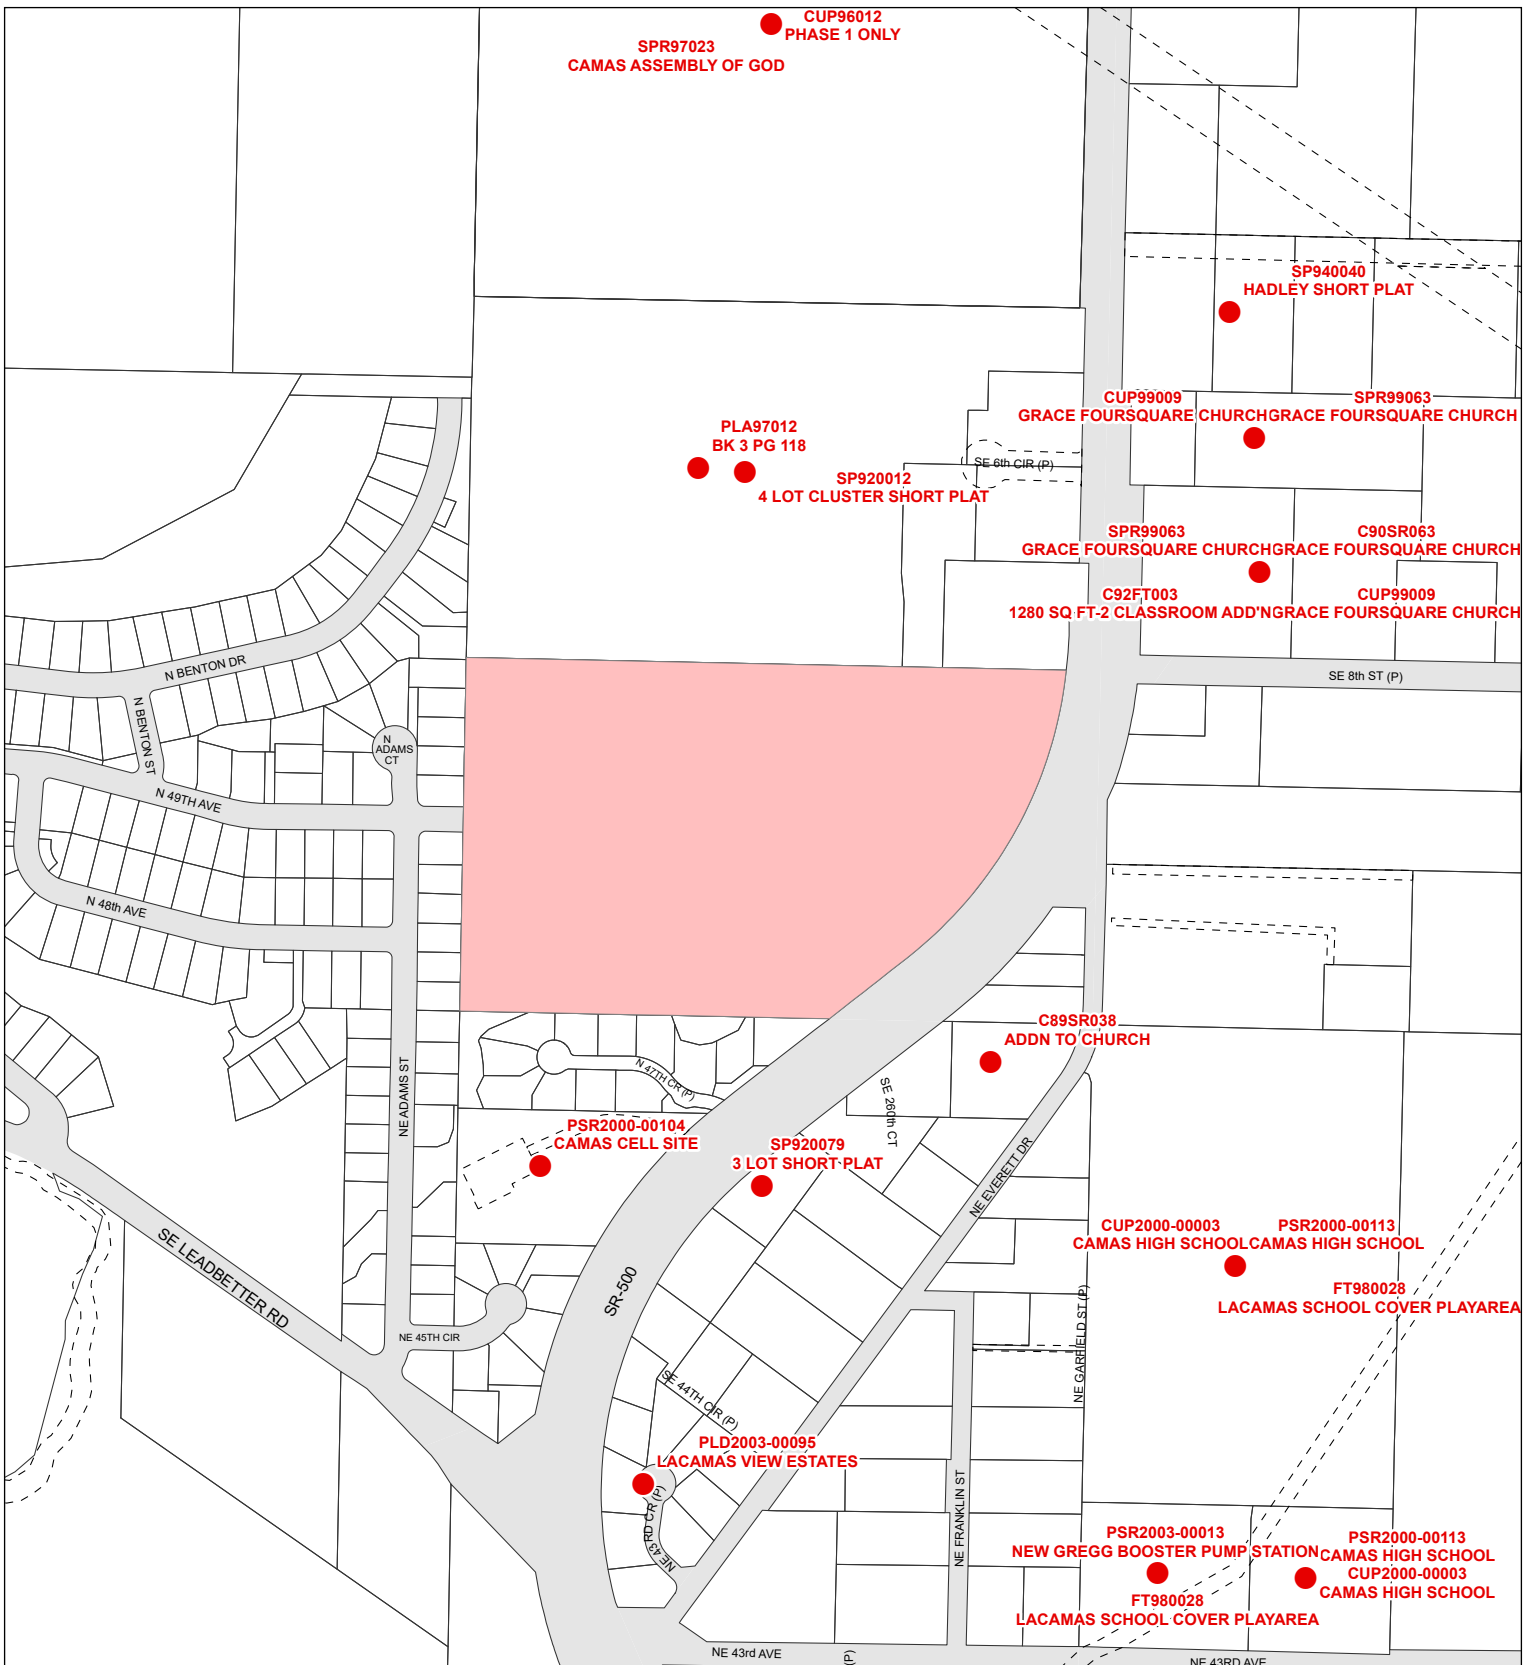 CUP96012
PHASE 1 ONLY
SPR97023
CAMAS ASSEMBLY OF GOD
SP940040
HADLEY SHORT PLAT
CUP99009
GRACE FOURSQUARE CHURCH
SPR99063
GRACE FOURSQUARE CHURCH
PLA97012
BK 3 PG 118
SE 6th CIR (P)
SP920012
4 LOT CLUSTER SHORT PLAT
SPR99063
GRACE FOURSQUARE CHURCH
C90SR063
GRACE FOURSQUARE CHURCH
C92FT003
1280 SQ FT-2 CLASSROOM ADD'N
CUP99009
GRACE FOURSQUARE CHURCH
N BENTON DR
SE 8th ST (P)
N BENTON ST
N
ADAMS
CT
N 49TH AVE
N 48th AVE
C89SR038
ADDN TO CHURCH
N 47TH CR (P)
NE ADAMS ST
SE 260th CT
PSR2000-00104
CAMAS CELL SITE
SP920079
3 LOT SHORT PLAT
NE EVERETT DR
CUP2000-00003
CAMAS HIGH SCHOOL
PSR2000-00113
CAMAS HIGH SCHOOL
SE LEADBETTER RD
SR-500
FT980028
LACAMAS SCHOOL COVER PLAYAREA
NE 45TH CIR
NE GARFIELD ST (P)
SE 44TH CIR (P)
PLD2003-00095
LACAMAS VIEW ESTATES
NE 43RD CR (P)
NE FRANKLIN ST
PSR2003-00013
NEW GREGG BOOSTER PUMP STATION
PSR2000-00113
CAMAS HIGH SCHOOL
CUP2000-00003
CAMAS HIGH SCHOOL
FT980028
LACAMAS SCHOOL COVER PLAYAREA
NE 43rd AVE
(P)
NE 43RD AVE